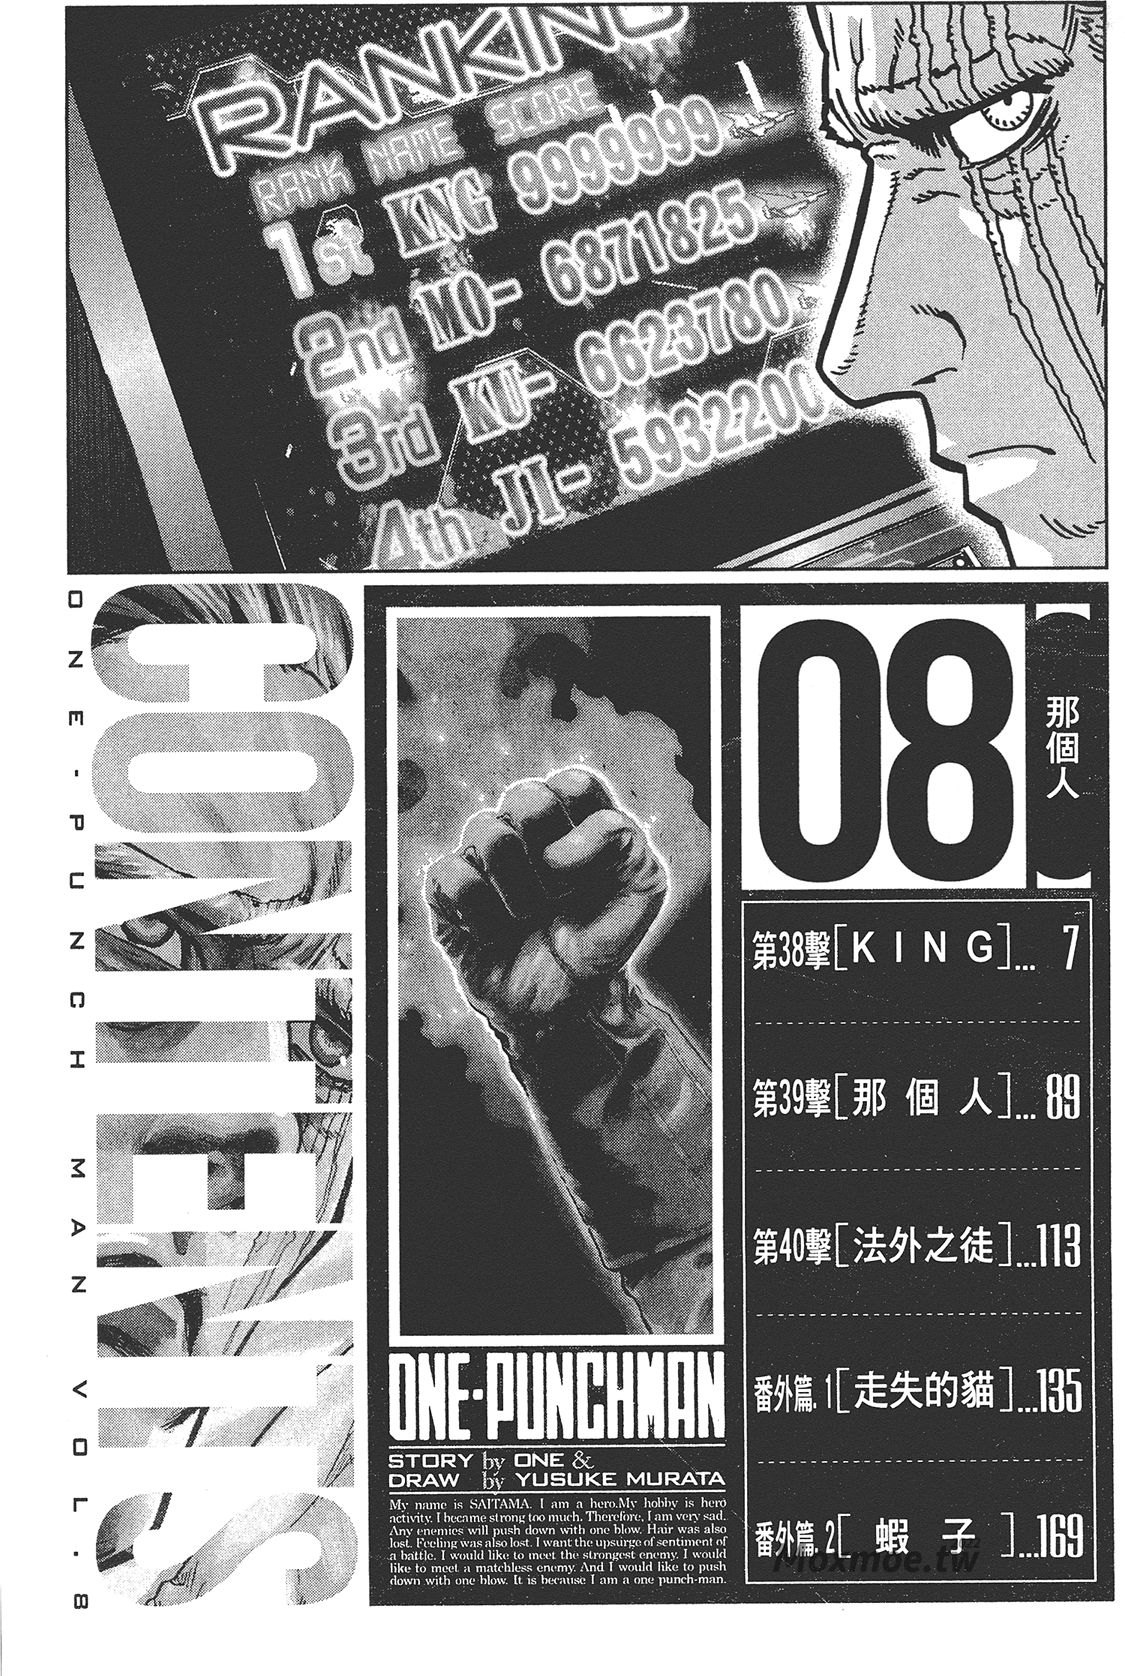 RANKING
RANK NAME SCORE
1st KNG 9999999
2nd MO- 6871825
3rd KU- 6623780
4th JI- 5932200
CONTENTS
ONE-PUNCH MAN VOL.8
08
那個人
第38擊[KING]...7
第39擊[那個人]...89
第40擊[法外之徒]...113
番外篇.1[走失的貓]...135
番外篇.2[蝦子]...169
Moxmoe.tw
ONE-PUNCHMAN
STORY by ONE &
DRAW by YUSUKE MURATA
My name is SAITAMA. I am a hero.My hobby is hero
activity. I became strong too much. Therefore, I am very sad.
Any enemies will push down with one blow. Hair was also
lost. Feeling was also lost. I want the upsurge of sentiment of
a battle. I would like to meet the strongest enemy. I would
like to meet a matchless enemy. And I would like to push
down with one blow. It is because I am a one punch-man.